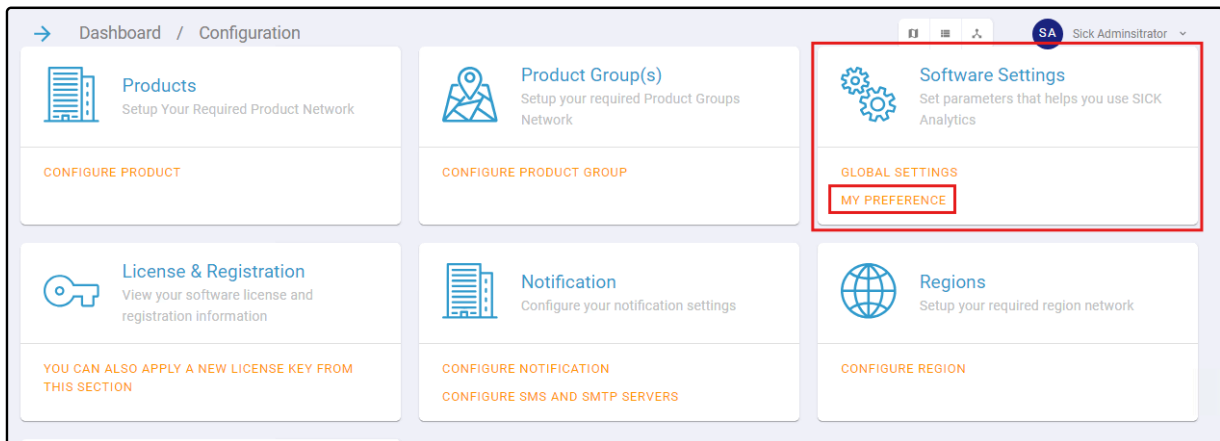 Dashboard / Configuration
SA Sick Adminsitrator
Products
Setup Your Required Product Network
CONFIGURE PRODUCT
Product Group(s)
Setup your required Product Groups
Network
CONFIGURE PRODUCT GROUP
Software Settings
Set parameters that helps you use SICK
Analytics
GLOBAL SETTINGS
MY PREFERENCE
License & Registration
View your software license and
registration information
YOU CAN ALSO APPLY A NEW LICENSE KEY FROM
THIS SECTION
Notification
Configure your notification settings
CONFIGURE NOTIFICATION
CONFIGURE SMS AND SMTP SERVERS
Regions
Setup your required region network
CONFIGURE REGION